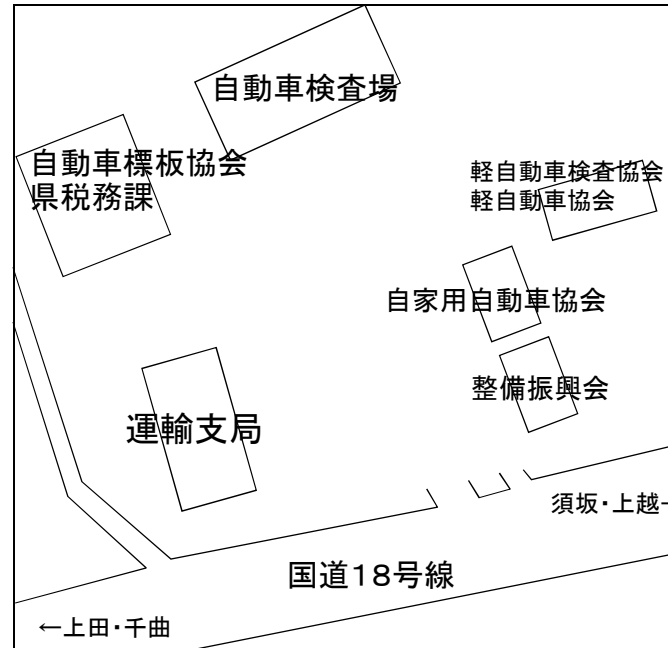 自動車検査場
自動車標板協会
県税務課
軽自動車検査協会
軽自動車協会
自家用自動車協会
整備振興会
運輸支局
須坂・上越
国道18号線
←上田・千曲